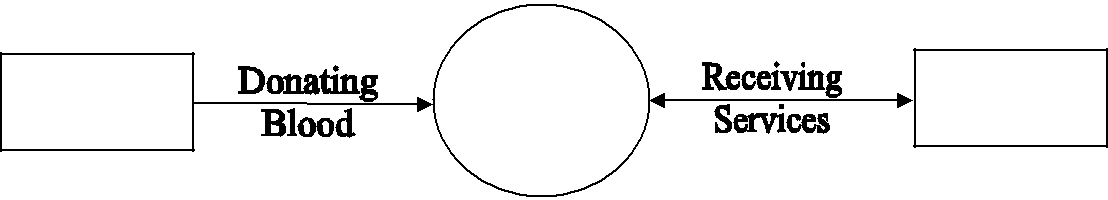 Donating
Blood
Receiving
Services